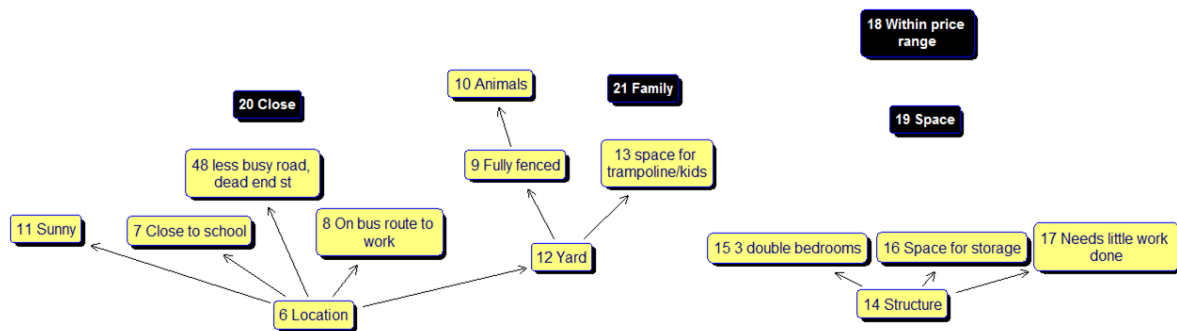 18 Within price
range
10 Animals
21 Family
20 Close
19 Space
48 less busy road,
dead end st
9 Fully fenced
13 space for
trampoline/kids
11 Sunny
7 Close to school
8 On bus route to
work
12 Yard
15 3 double bedrooms
16 Space for storage
17 Needs little work
done
6 Location
14 Structure